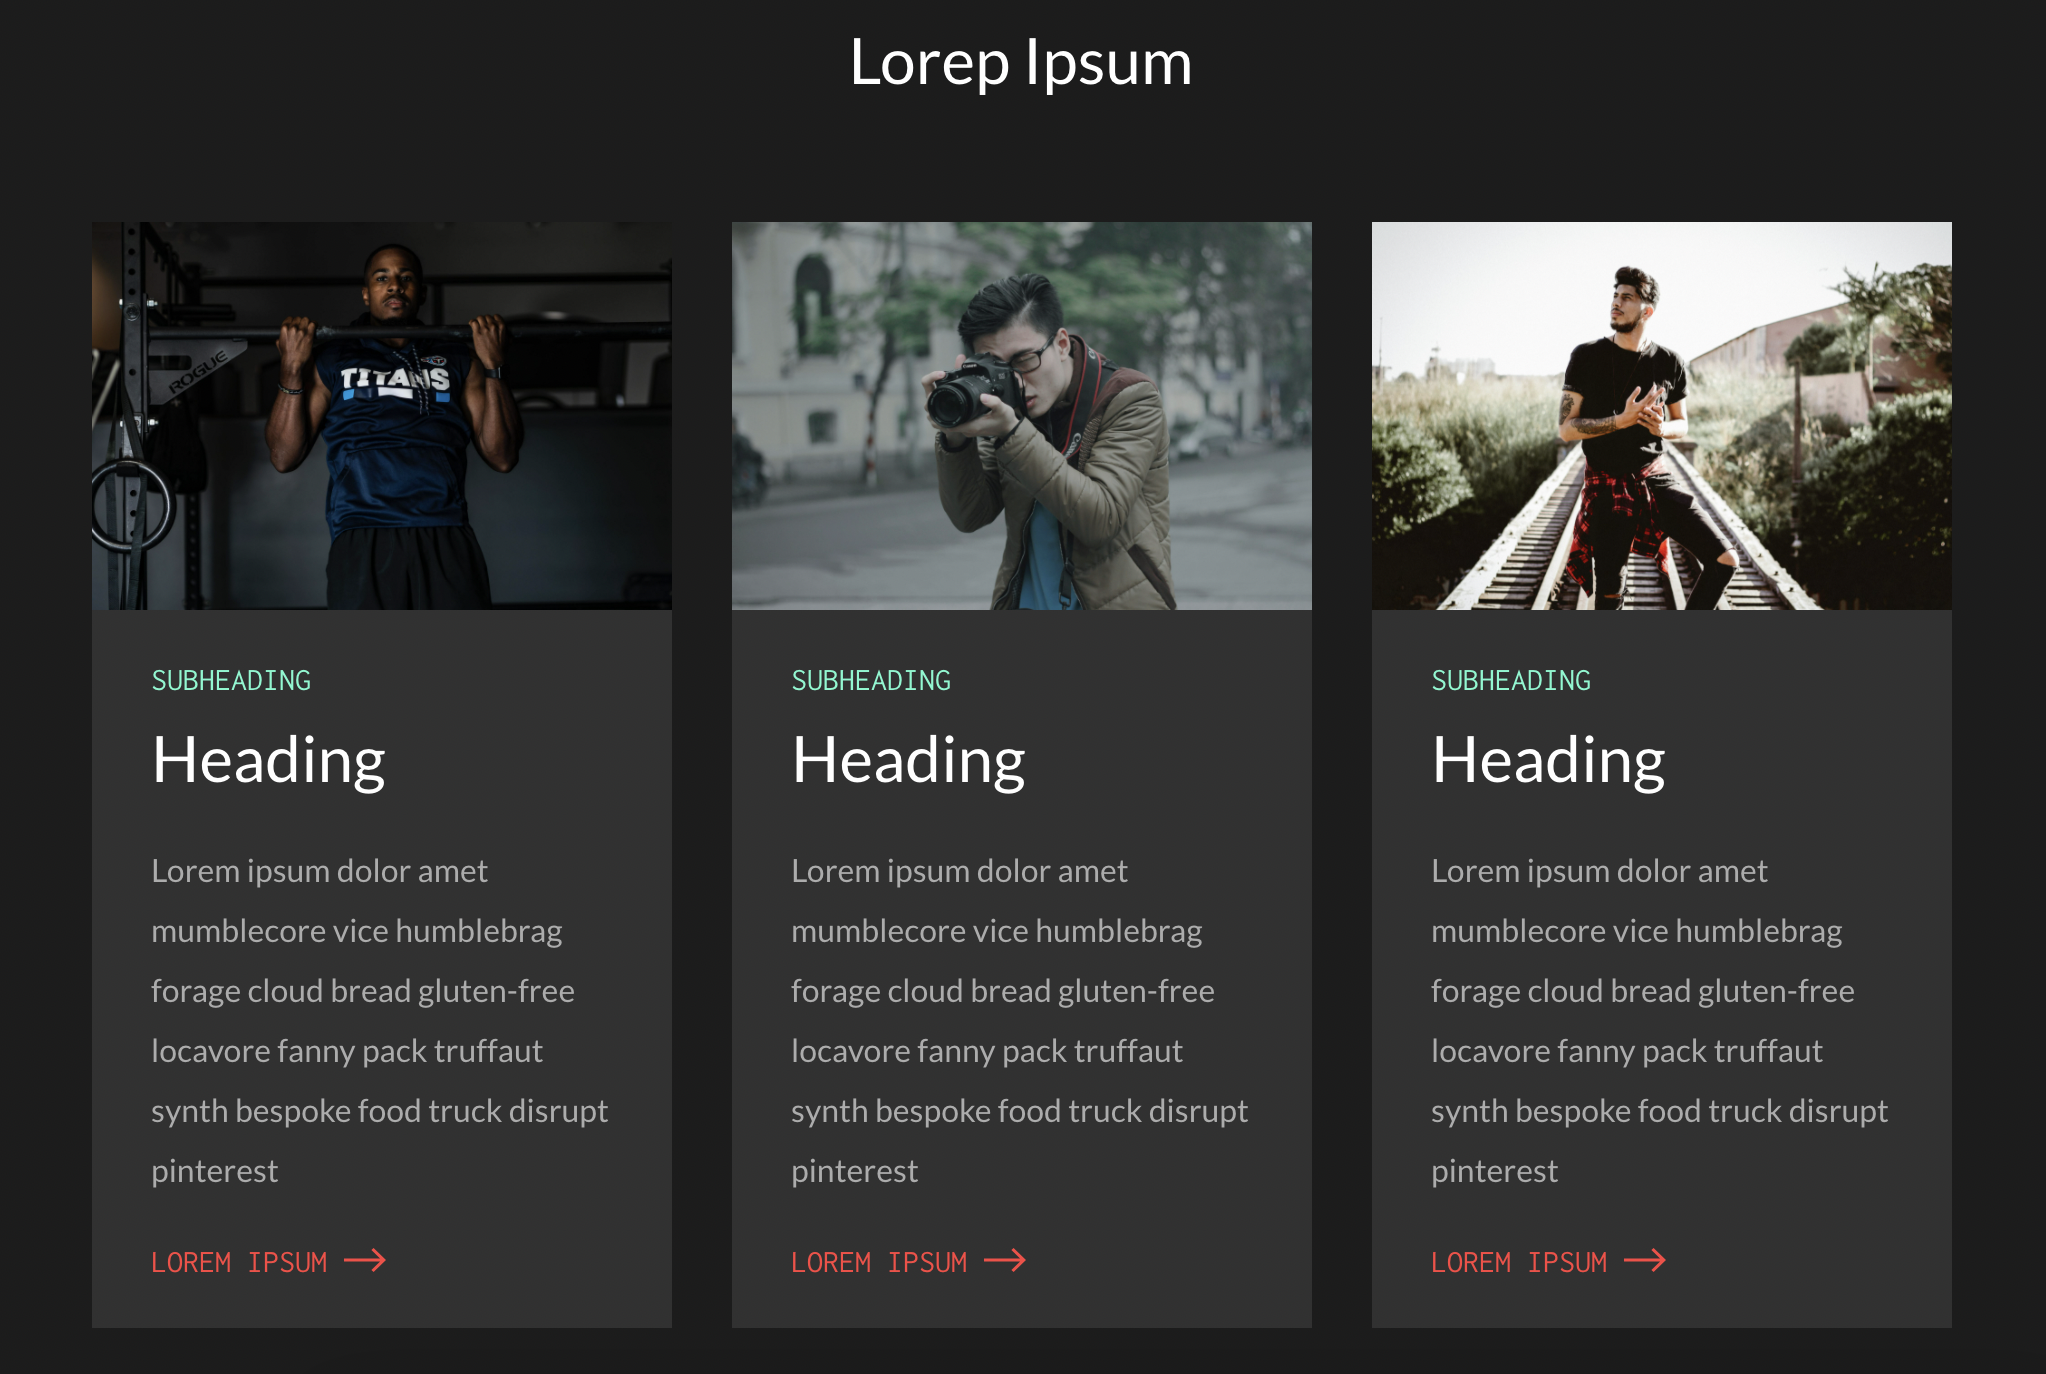 Lorep Ipsum
ROGUE
TITANS
Canon
SUBHEADING
Heading
Lorem ipsum dolor amet
mumblecore vice humblebrag
forage cloud bread gluten-free
locavore fanny pack truffaut
synth bespoke food truck disrupt
pinterest
LOREM IPSUM
SUBHEADING
Heading
Lorem ipsum dolor amet
mumblecore vice humblebrag
forage cloud bread gluten-free
locavore fanny pack truffaut
synth bespoke food truck disrupt
pinterest
LOREM IPSUM
SUBHEADING
Heading
Lorem ipsum dolor amet
mumblecore vice humblebrag
forage cloud bread gluten-free
locavore fanny pack truffaut
synth bespoke food truck disrupt
pinterest
LOREM IPSUM